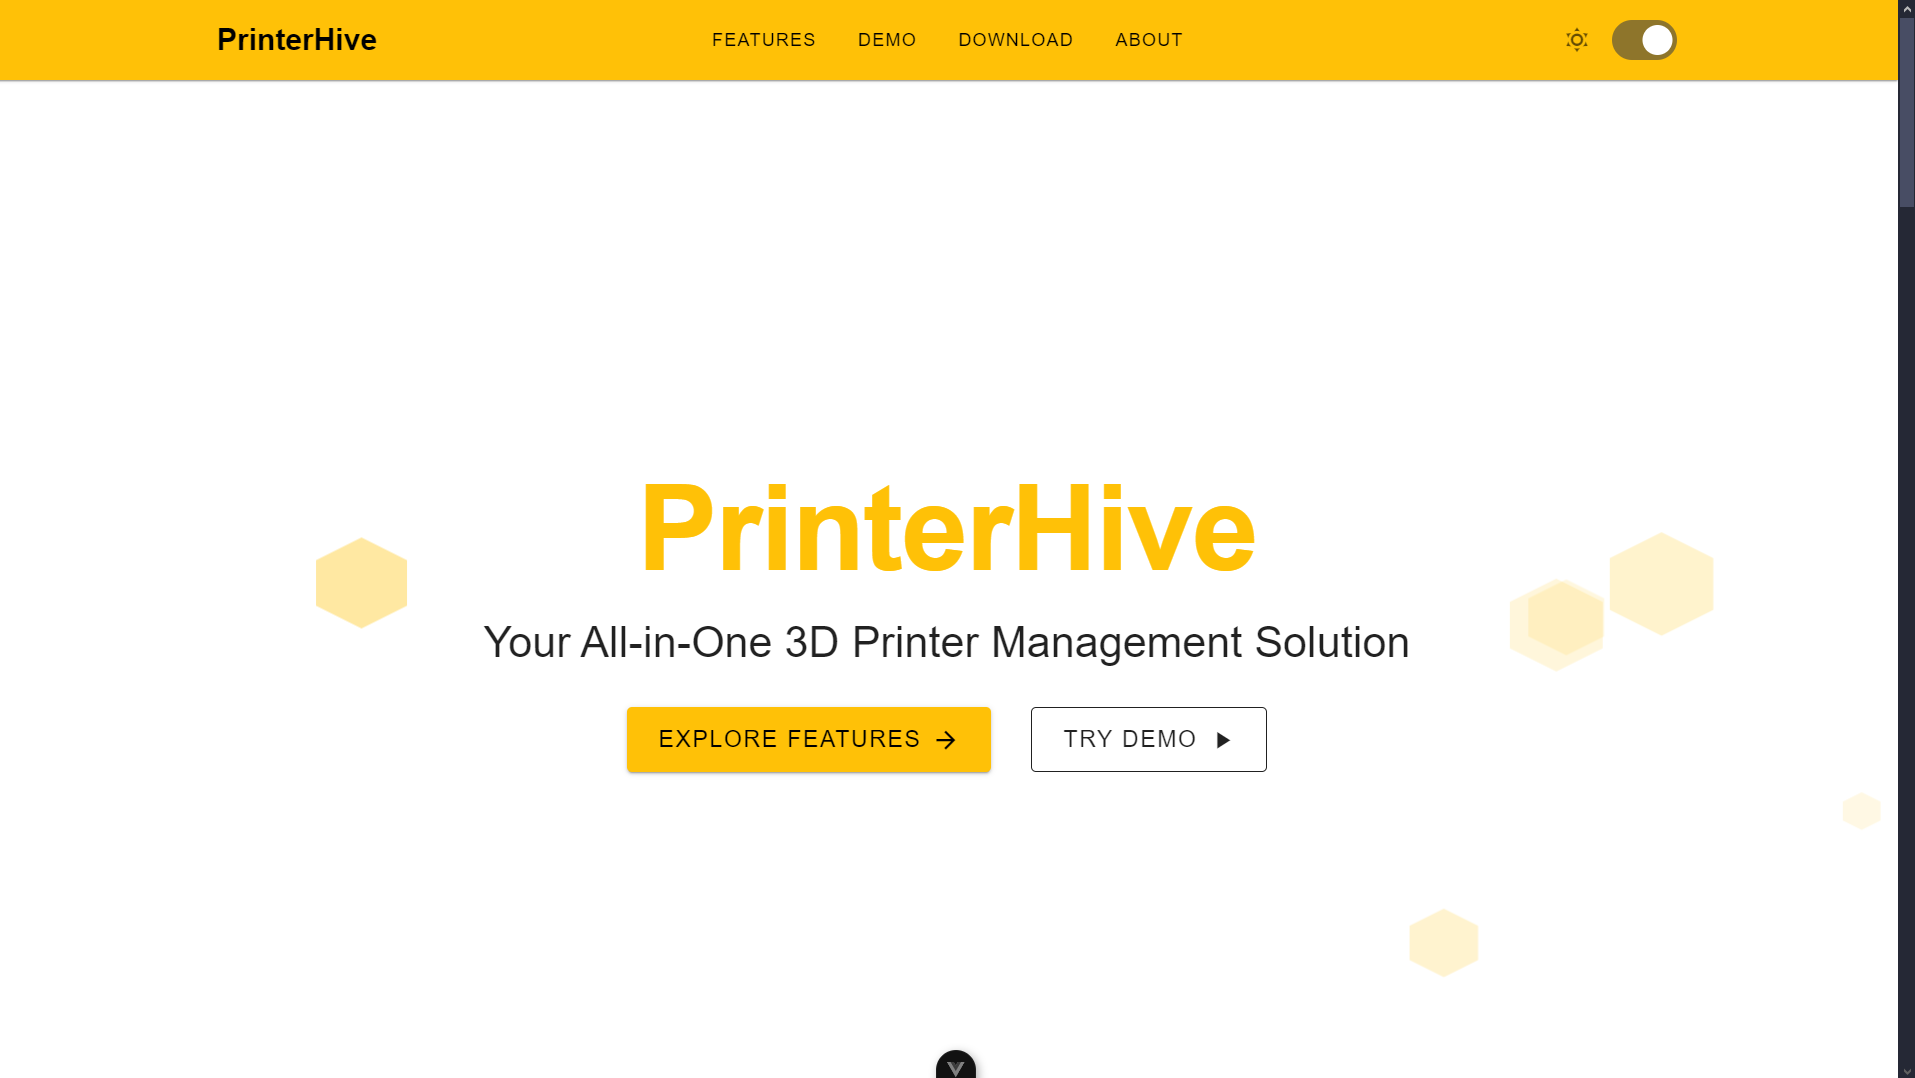 PrinterHive
FEATURES DEMO DOWNLOAD ABOUT
PrinterHive
Your All-in-One 3D Printer Management Solution
EXPLORE FEATURES
TRY DEMO